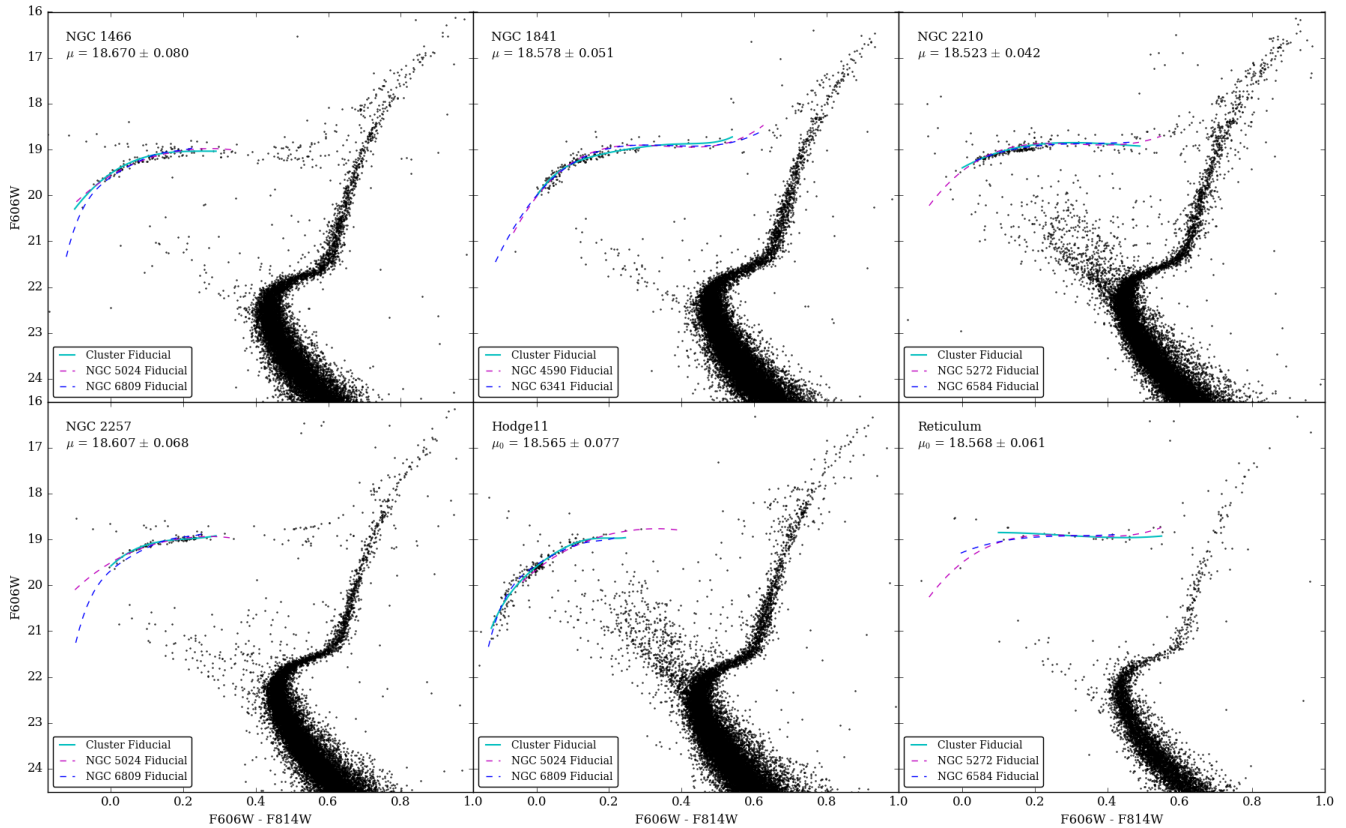 16
17
18
19
20
21
22
23
24
F606W
NGC 1466
μ = 18.670 ± 0.080
Cluster Fiducial
NGC 5024 Fiducial
NGC 6809 Fiducial
NGC 1841
μ = 18.578 ± 0.051
Cluster Fiducial
NGC 4590 Fiducial
NGC 6341 Fiducial
NGC 2210
μ = 18.523 ± 0.042
Cluster Fiducial
NGC 5272 Fiducial
NGC 6584 Fiducial
16
17
18
19
20
21
22
23
24
F606W
NGC 2257
μ = 18.607 ± 0.068
Cluster Fiducial
NGC 5024 Fiducial
NGC 6809 Fiducial
Hodge11
μ₀ = 18.565 ± 0.077
Cluster Fiducial
NGC 5024 Fiducial
NGC 6809 Fiducial
Reticulum
μ₀ = 18.568 ± 0.061
Cluster Fiducial
NGC 5272 Fiducial
NGC 6584 Fiducial
0.0 0.2 0.4 0.6 0.8 1.0 0.0 0.2 0.4 0.6 0.8 1.0 0.0 0.2 0.4 0.6 0.8 1.0
F606W - F814W F606W - F814W F606W - F814W